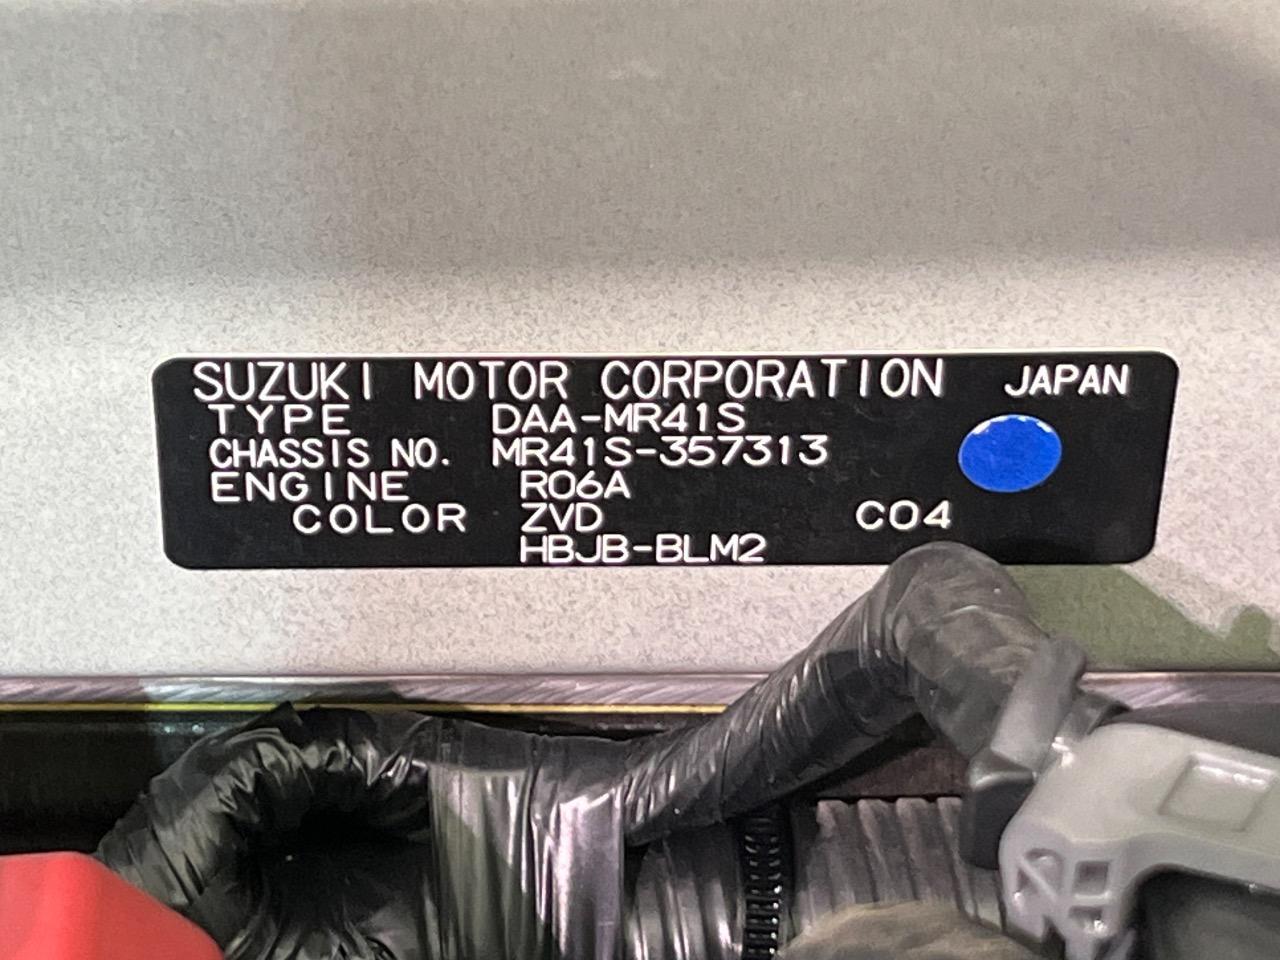 SUZUKI MOTOR CORPORATION JAPAN
TYPE DAA-MR41S
CHASSIS NO. MR41S-357313
ENGINE R06A
COLOR ZVD C04
HBJB-BLM2